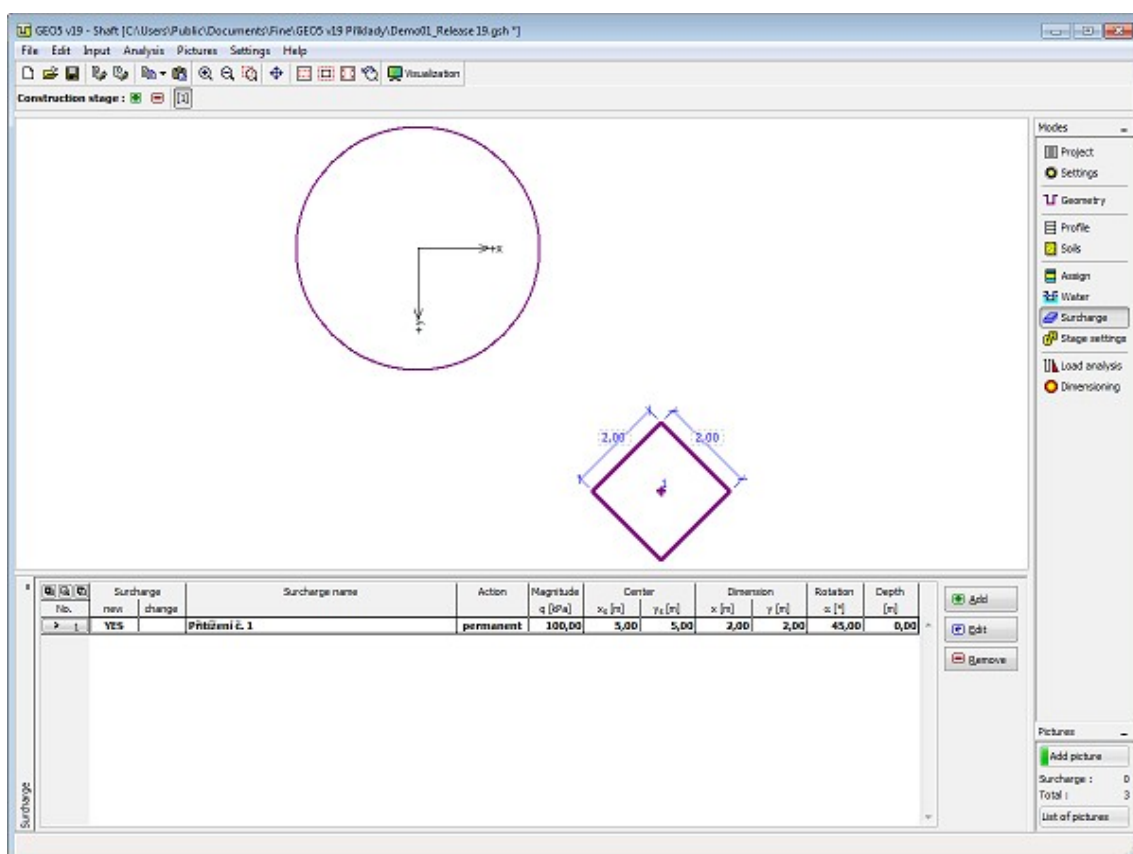 GEO5 v19 - Shaft [C:\Users\Public\Documents\Fine\GEO5 v19 Příklady\Demo01_Release 19.gsh *]
File Edit Input Analysis Pictures Settings Help
Visualization
Construction stage : [1]
+x
+y
2,00 2,00
1
Modes
Project
Settings
Geometry
Profile
Soils
Assign
Water
Surcharge
Stage settings
Load analysis
Dimensioning
Surcharge Surcharge name Action Magnitude Center Dimension Rotation Depth
No. new change q [kPa] x [m] y [m] x [m] y [m] α [°] [m]
> 1 YES Přitížení č. 1 permanent 100,00 5,00 5,00 2,00 2,00 45,00 0,00
Add
Edit
Remove
Surcharge
Pictures
Add picture
Surcharge : 0
Total : 3
List of pictures